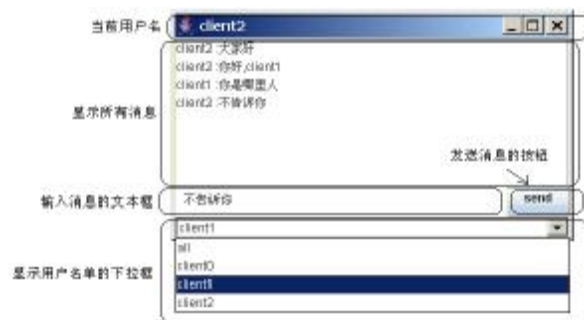 当前用户名
client2
client2 :大家好
client2 :你好,client1
client1 :你是哪里人
client2 :不告诉你
显示所有消息
发送消息的按钮
输入消息的文本框
不告诉你
send
client1
all
client0
client1
client2
显示用户名单的下拉框